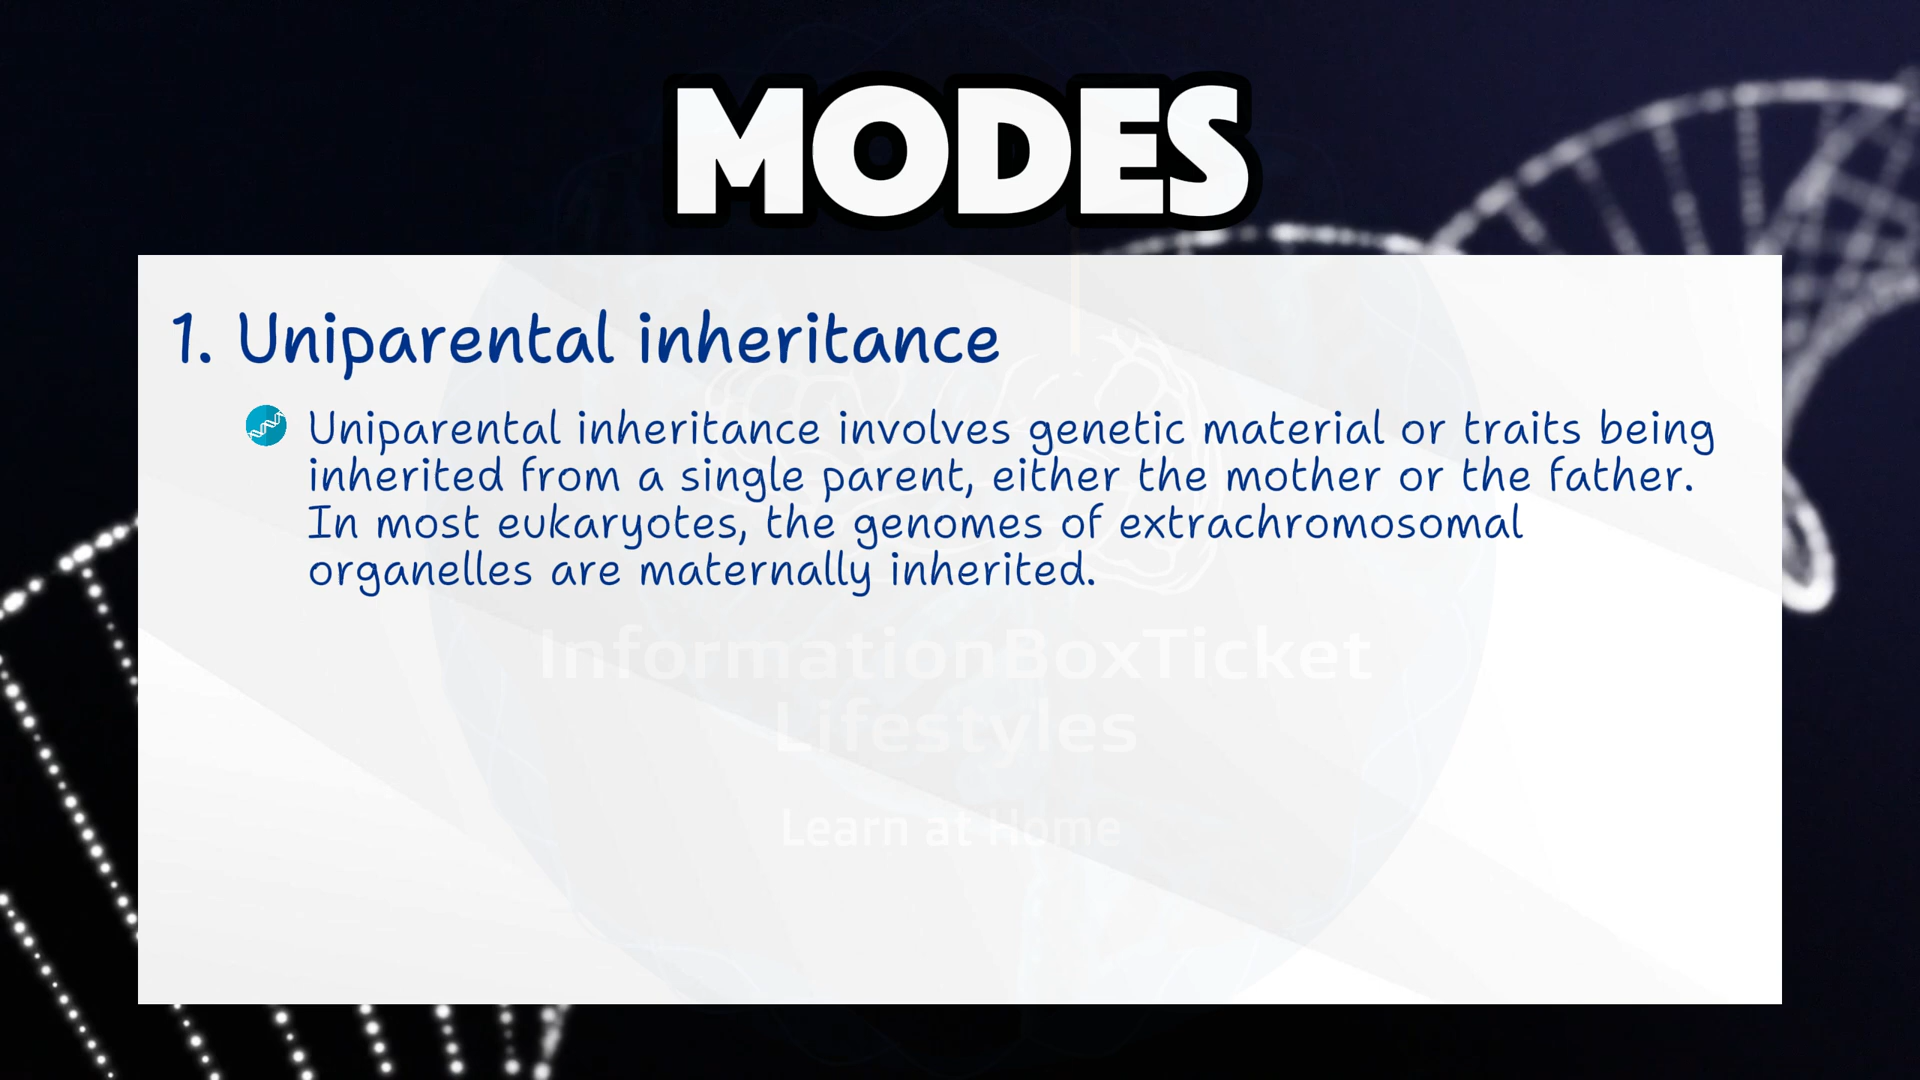 MODES
1. Uniparental inheritance
Uniparental inheritance involves genetic material or traits being
inherited from a single parent, either the mother or the father.
In most eukaryotes, the genomes of extrachromosomal
organelles are maternally inherited.
InformationBoxTicket
Lifestyles
Learn at Home